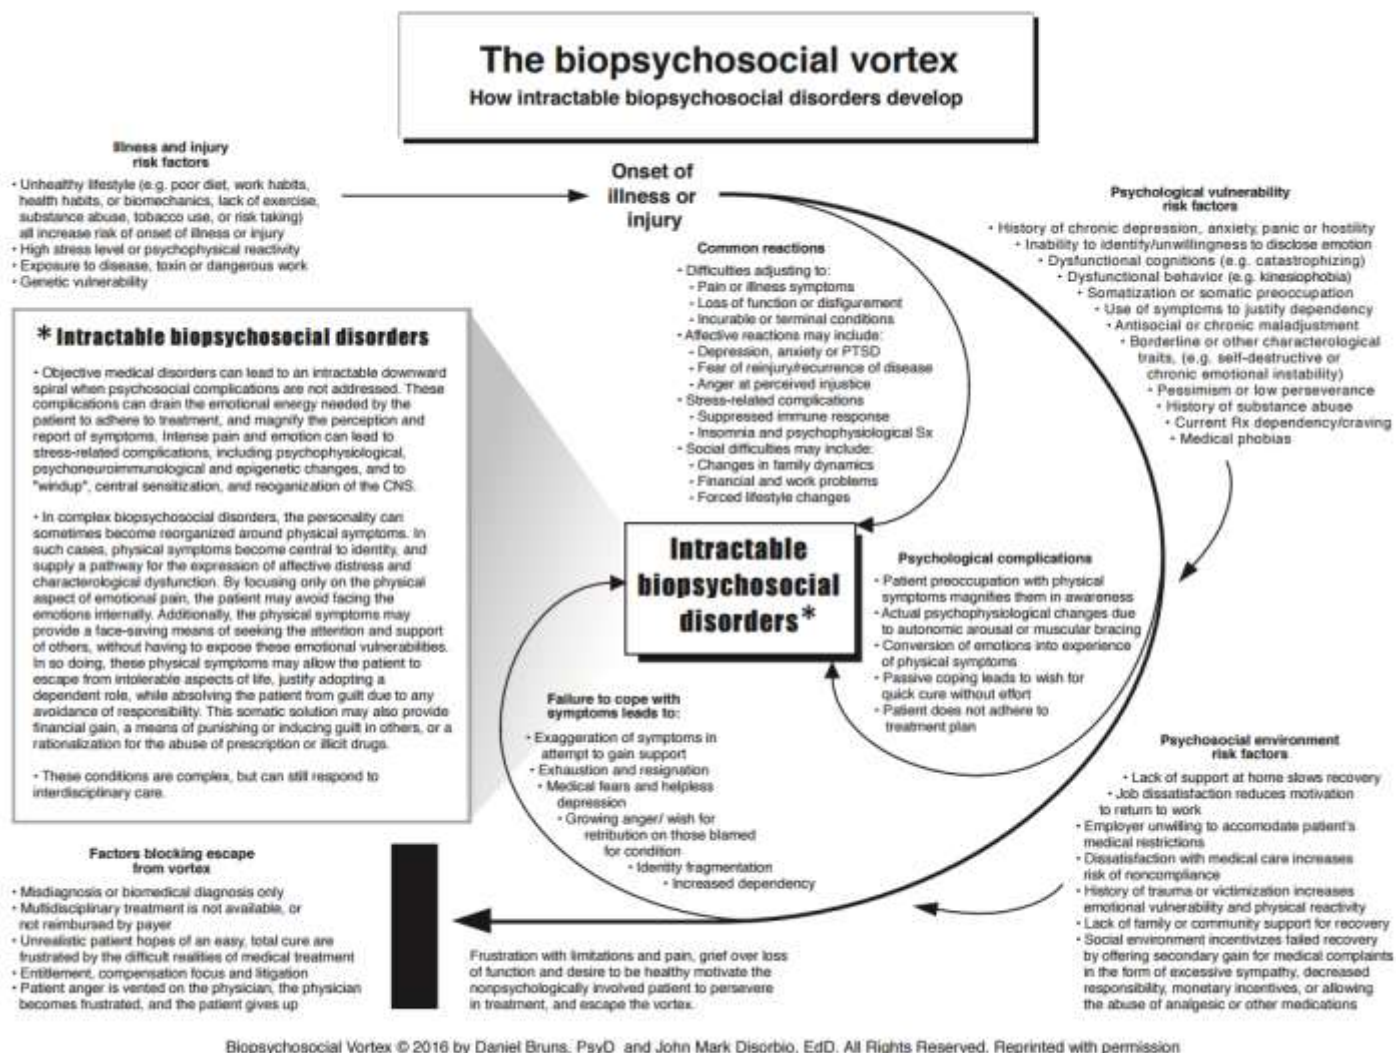 The biopsychosocial vortex
How intractable biopsychosocial disorders develop
Illness and injury
risk factors
• Unhealthy lifestyle (e.g. poor diet, work habits,
health habits, or biomechanics, lack of exercise,
substance abuse, tobacco use, or risk taking)
all increase risk of onset of illness or injury
• High stress level or psychophysical reactivity
• Exposure to disease, toxin or dangerous work
• Genetic vulnerability
Onset of
illness or
injury
Common reactions
• Difficulties adjusting to:
- Pain or illness symptoms
- Loss of function or disfigurement
- Incurable or terminal conditions
• Affective reactions may include:
- Depression, anxiety or PTSD
- Fear of reinjury/recurrence of disease
- Anger at perceived injustice
• Stress-related complications
- Suppressed immune response
- Insomnia and psychophysiological Sx
• Social difficulties may include:
- Changes in family dynamics
- Financial and work problems
- Forced lifestyle changes
Psychological vulnerability
risk factors
• History of chronic depression, anxiety, panic or hostility
• Inability to identify/unwillingness to disclose emotion
• Dysfunctional cognitions (e.g. catastrophizing)
• Dysfunctional behavior (e.g. kinesiophobia)
• Somatization or somatic preoccupation
• Use of symptoms to justify dependency
• Antisocial or chronic maladjustment
• Borderline or other characterological
traits, (e.g. self-destructive or
chronic emotional instability)
• Pessimism or low perseverance
• History of substance abuse
• Current Rx dependency/craving
• Medical phobias
* Intractable biopsychosocial disorders
• Objective medical disorders can lead to an intractable downward
spiral when psychosocial complications are not addressed. These
complications can drain the emotional energy needed by the
patient to adhere to treatment, and magnify the perception and
report of symptoms. Intense pain and emotion can lead to
stress-related complications, including psychophysiological,
psychoneuroimmunological and epigenetic changes, and to
"windup", central sensitization, and reoganization of the CNS.
• In complex biopsychosocial disorders, the personality can
sometimes become reorganized around physical symptoms. In
such cases, physical symptoms become central to identity, and
supply a pathway for the expression of affective distress and
characterological dysfunction. By focusing only on the physical
aspect of emotional pain, the patient may avoid facing the
emotions internally. Additionally, the physical symptoms may
provide a face-saving means of seeking the attention and support
of others, without having to expose these emotional vulnerabilities.
In so doing, these physical symptoms may allow the patient to
escape from intolerable aspects of life, justify adopting a
dependent role, while absolving the patient from guilt due to any
avoidance of responsibility. This somatic solution may also provide
financial gain, a means of punishing or inducing guilt in others, or a
rationalization for the abuse of prescription or illicit drugs.
• These conditions are complex, but can still respond to
interdisciplinary care.
Intractable
biopsychosocial
disorders*
Psychological complications
• Patient preoccupation with physical
symptoms magnifies them in awareness
• Actual psychophysiological changes due
to autonomic arousal or muscular bracing
• Conversion of emotions into experience
of physical symptoms
• Passive coping leads to wish for
quick cure without effort
• Patient does not adhere to
treatment plan
Failure to cope with
symptoms leads to:
• Exaggeration of symptoms in
attempt to gain support
• Exhaustion and resignation
• Medical fears and helpless
depression
• Growing anger/ wish for
retribution on those blamed
for condition
• Identity fragmentation
• Increased dependency
Psychosocial environment
risk factors
• Lack of support at home slows recovery
• Job dissatisfaction reduces motivation
to return to work
• Employer unwilling to accomodate patient's
medical restrictions
• Dissatisfaction with medical care increases
risk of noncompliance
• History of trauma or victimization increases
emotional vulnerability and physical reactivity
• Lack of family or community support for recovery
• Social environment incentivizes failed recovery
by offering secondary gain for medical complaints
in the form of excessive sympathy, decreased
responsibility, monetary incentives, or allowing
the abuse of analgesic or other medications
Factors blocking escape
from vortex
• Misdiagnosis or biomedical diagnosis only
• Multidisciplinary treatment is not available, or
not reimbursed by payer
• Unrealistic patient hopes of an easy, total cure are
frustrated by the difficult realities of medical treatment
• Entitlement, compensation focus and litigation
• Patient anger is vented on the physician, the physician
becomes frustrated, and the patient gives up
Frustration with limitations and pain, grief over loss
of function and desire to be healthy motivate the
nonpsychologically involved patient to persevere
in treatment, and escape the vortex.
Biopsychosocial Vortex © 2016 by Daniel Bruns, PsyD and John Mark Disorbio, EdD. All Rights Reserved. Reprinted with permission